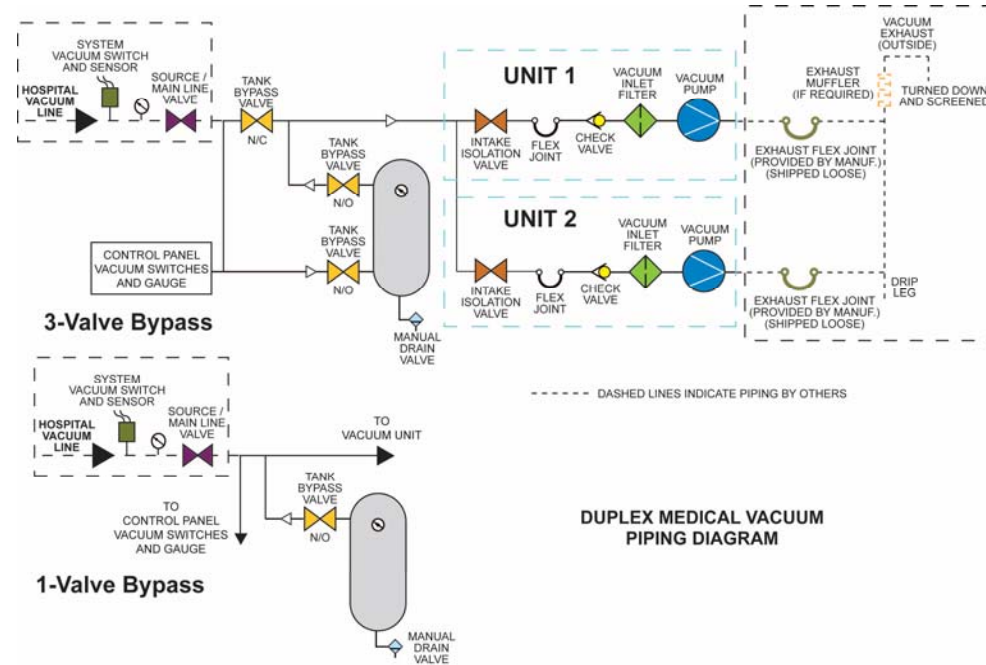 SYSTEM
VACUUM SWITCH
AND SENSOR
SOURCE /
MAIN LINE
VALVE
HOSPITAL
VACUUM
LINE
TANK
BYPASS
VALVE
N/C
TANK
BYPASS
VALVE
N/O
TANK
BYPASS
VALVE
N/O
CONTROL PANEL
VACUUM SWITCHES
AND GAUGE
3-Valve Bypass
MANUAL
DRAIN
VALVE
UNIT 1
INTAKE
ISOLATION
VALVE
FLEX
JOINT
CHECK
VALVE
VACUUM
INLET
FILTER
VACUUM
PUMP
UNIT 2
INTAKE
ISOLATION
VALVE
FLEX
JOINT
CHECK
VALVE
VACUUM
INLET
FILTER
VACUUM
PUMP
VACUUM
EXHAUST
(OUTSIDE)
EXHAUST
MUFFLER
(IF REQUIRED)
TURNED DOWN
AND SCREENED
EXHAUST FLEX JOINT
(PROVIDED BY MANUF.)
(SHIPPED LOOSE)
DRIP
LEG
EXHAUST FLEX JOINT
(PROVIDED BY MANUF.)
(SHIPPED LOOSE)
DASHED LINES INDICATE PIPING BY OTHERS
SYSTEM
VACUUM SWITCH
AND SENSOR
SOURCE /
MAIN LINE
VALVE
HOSPITAL
VACUUM
LINE
TO
VACUUM UNIT
TANK
BYPASS
VALVE
N/O
TO
CONTROL PANEL
VACUUM SWITCHES
AND GAUGE
1-Valve Bypass
MANUAL
DRAIN
VALVE
DUPLEX MEDICAL VACUUM
PIPING DIAGRAM